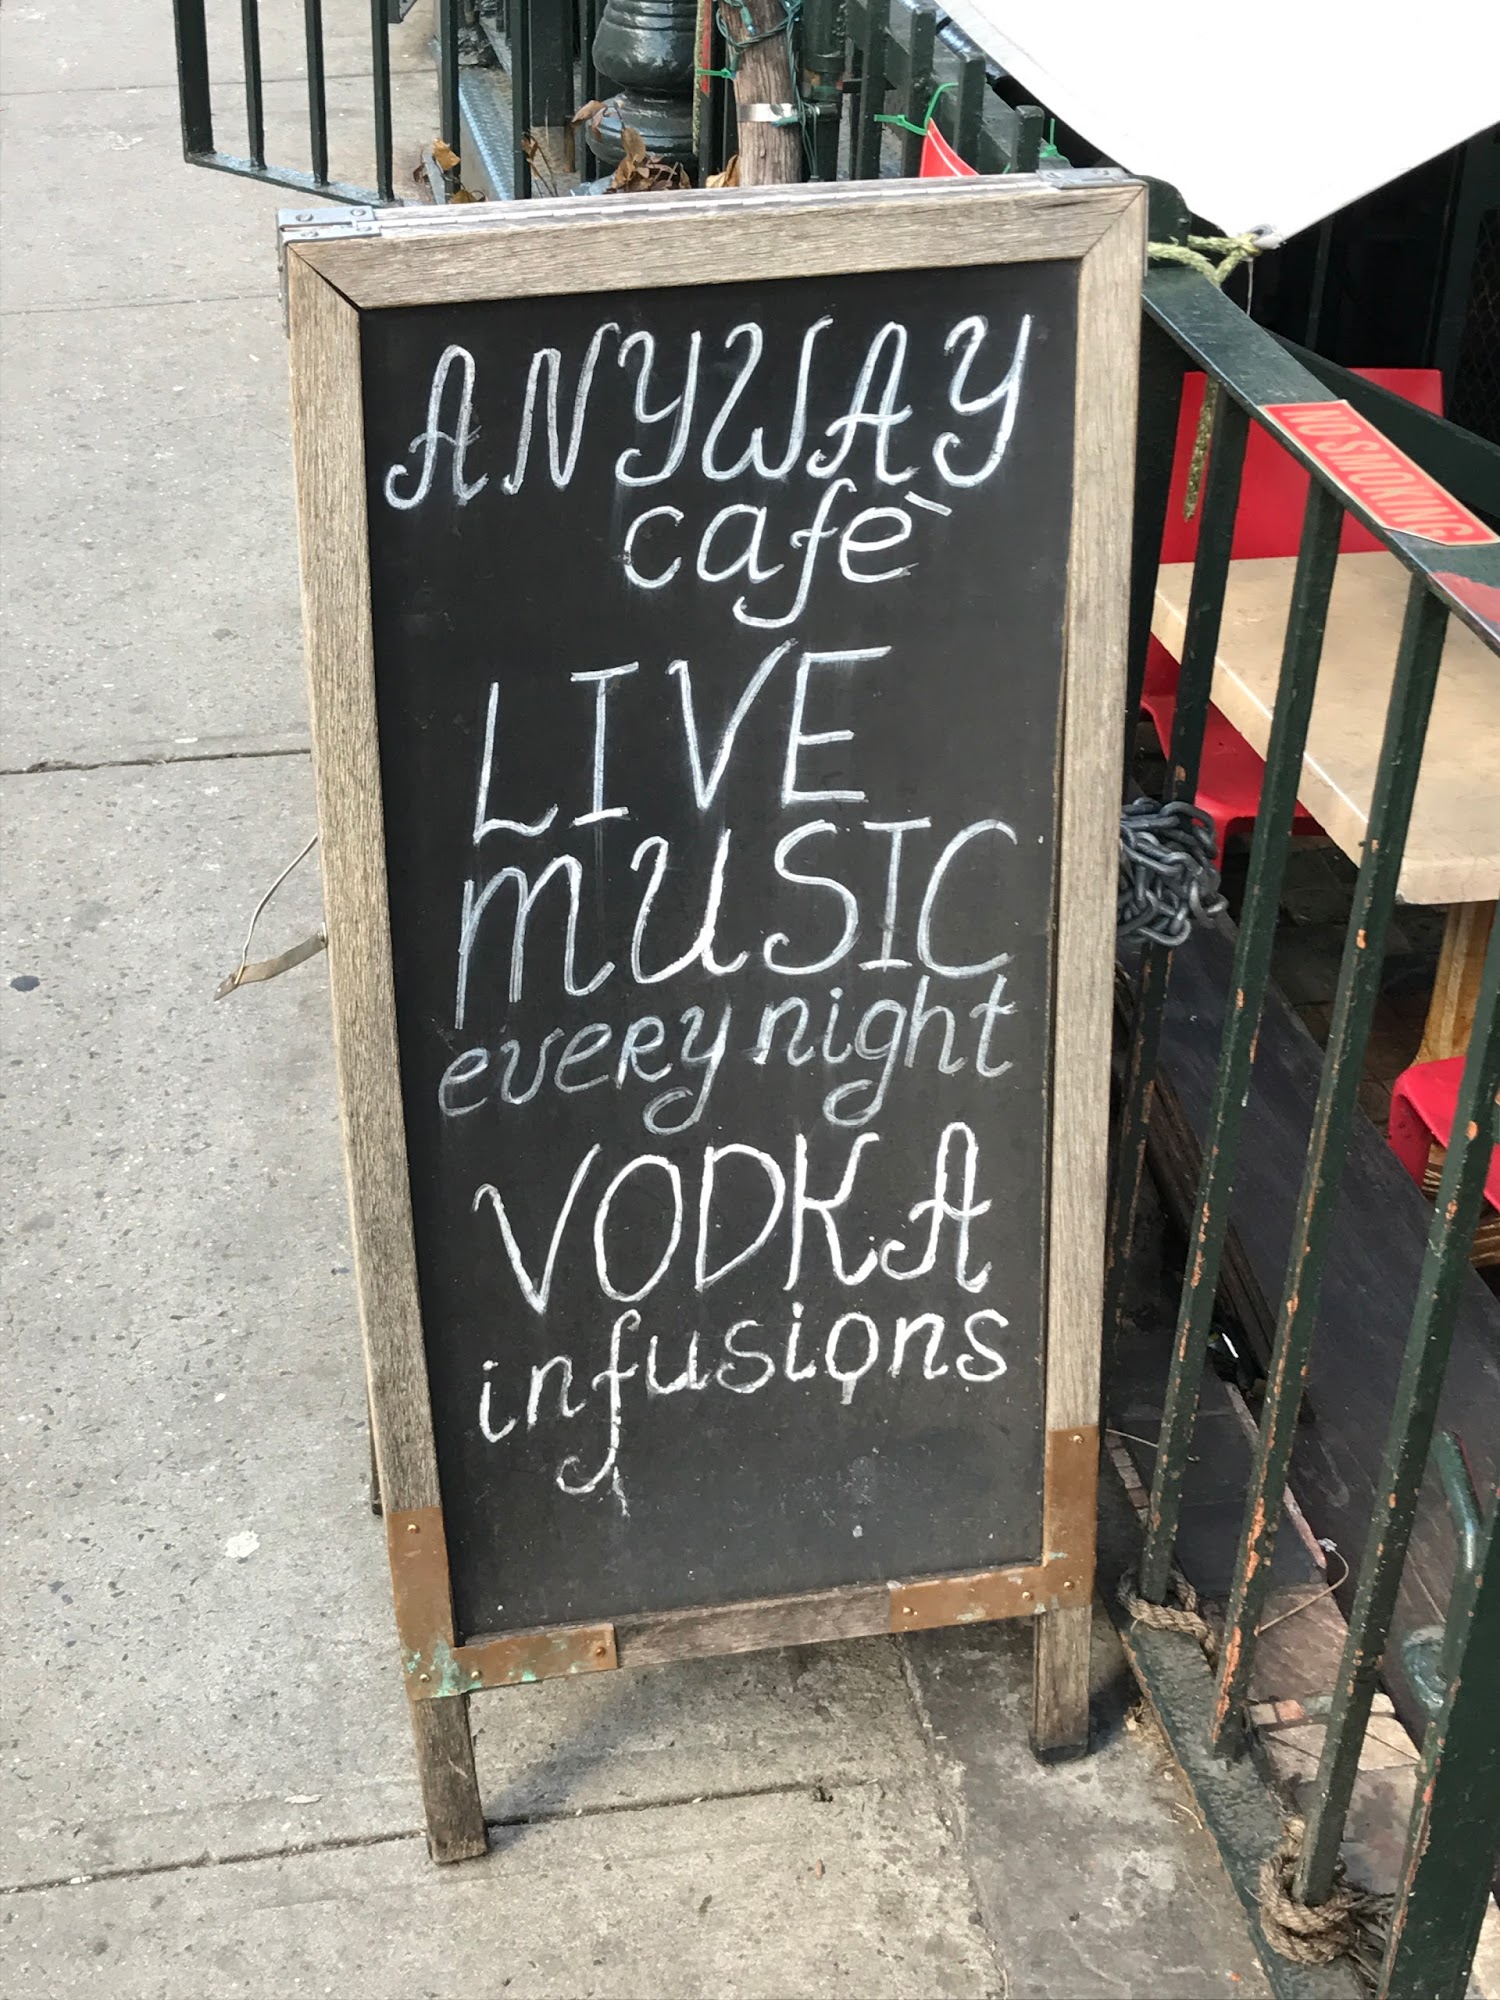 ANYWAY
cafè
LIVE
MUSIC
every night
VODKA
infusions
NO SMOKING